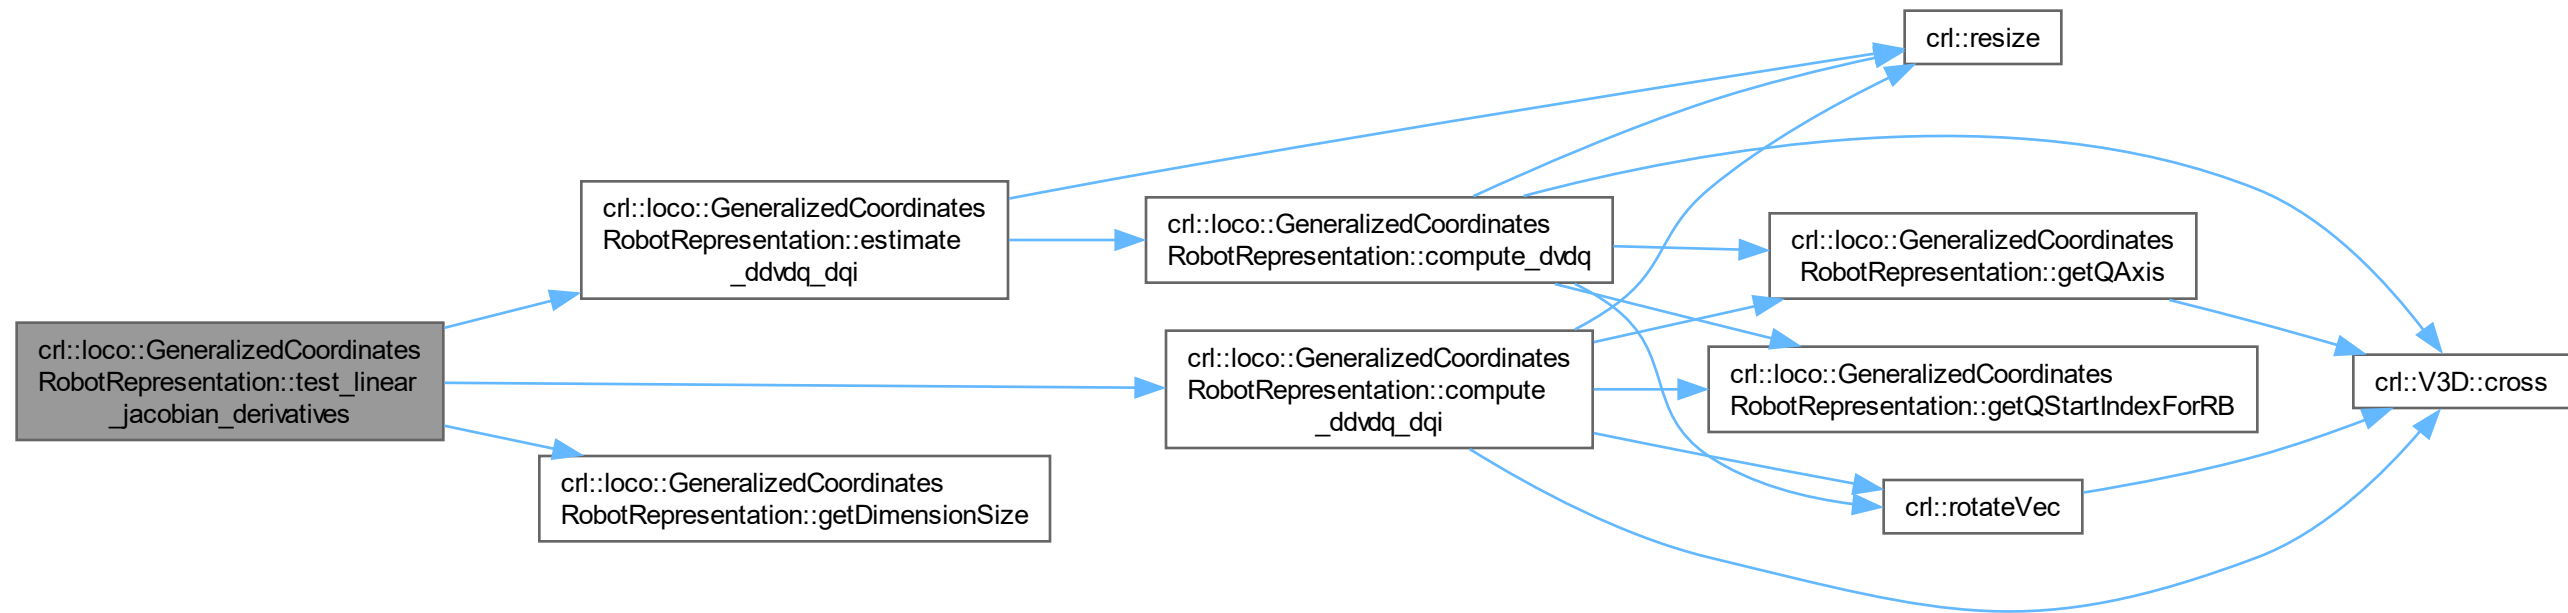 crl::resize
crl::loco::GeneralizedCoordinates
RobotRepresentation::estimate
_ddvdq_dqi
crl::loco::GeneralizedCoordinates
RobotRepresentation::compute_dvdq
crl::loco::GeneralizedCoordinates
RobotRepresentation::getQAxis
crl::loco::GeneralizedCoordinates
RobotRepresentation::test_linear
_jacobian_derivatives
crl::loco::GeneralizedCoordinates
RobotRepresentation::compute
_ddvdq_dqi
crl::loco::GeneralizedCoordinates
RobotRepresentation::getQStartIndexForRB
crl::V3D::cross
crl::loco::GeneralizedCoordinates
RobotRepresentation::getDimensionSize
crl::rotateVec